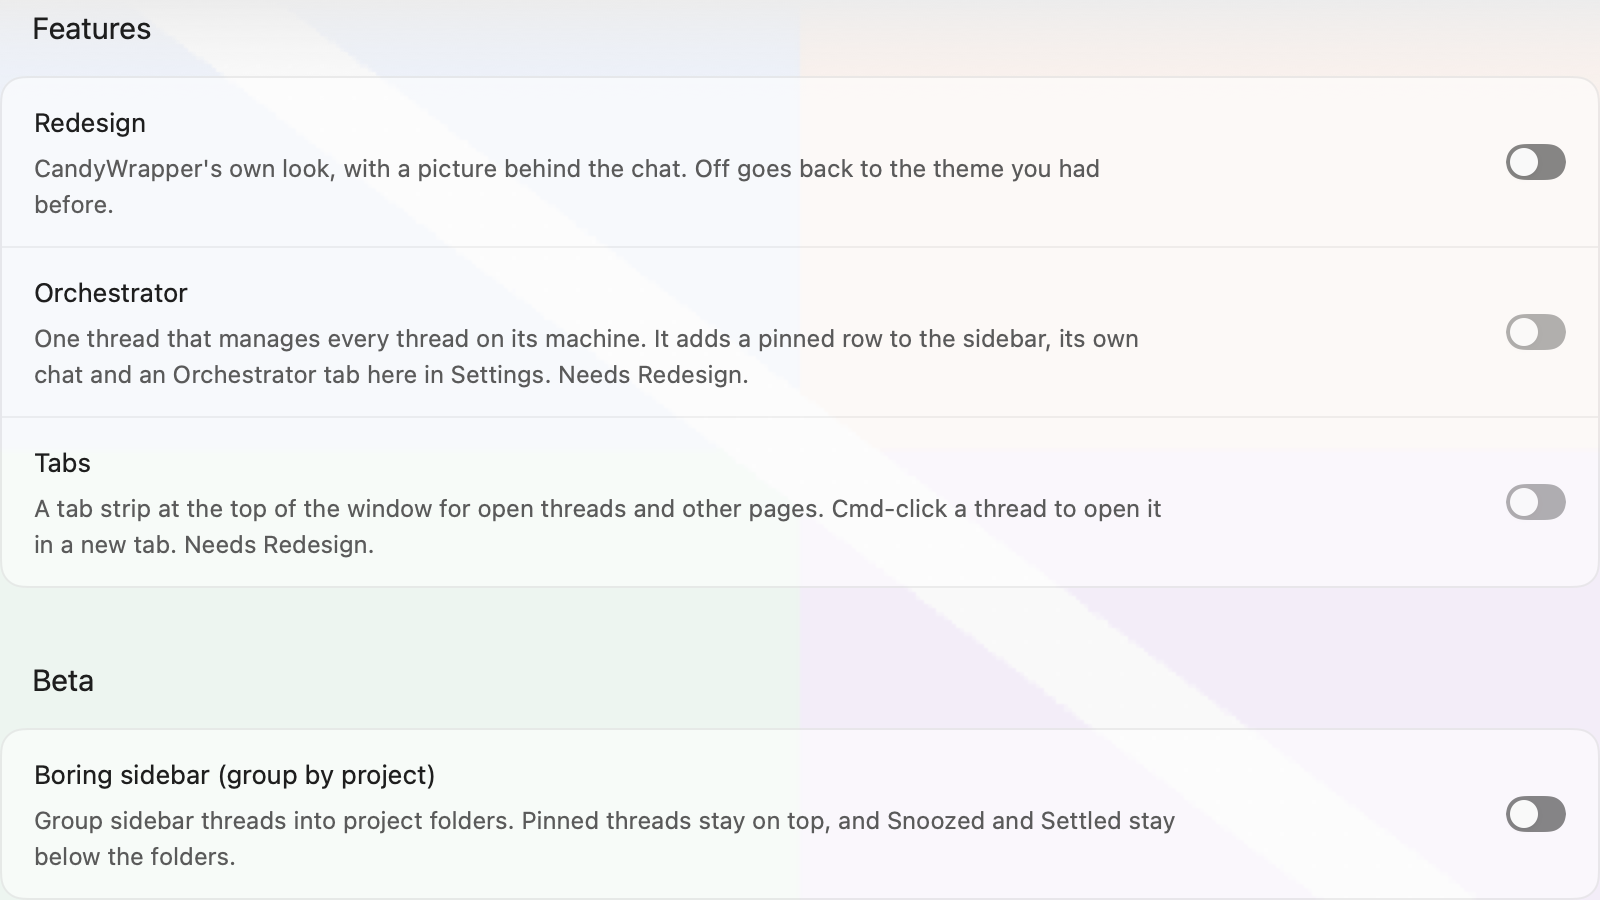 Features
Redesign
CandyWrapper's own look, with a picture behind the chat. Off goes back to the theme you had
before.
Orchestrator
One thread that manages every thread on its machine. It adds a pinned row to the sidebar, its own
chat and an Orchestrator tab here in Settings. Needs Redesign.
Tabs
A tab strip at the top of the window for open threads and other pages. Cmd-click a thread to open it
in a new tab. Needs Redesign.
Beta
Boring sidebar (group by project)
Group sidebar threads into project folders. Pinned threads stay on top, and Snoozed and Settled stay
below the folders.